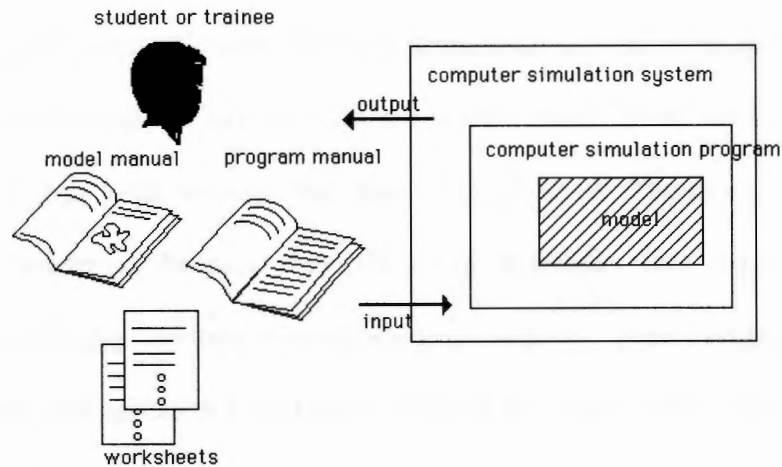 student or trainee
computer simulation system
output
model manual
program manual
computer simulation program
model
input
worksheets